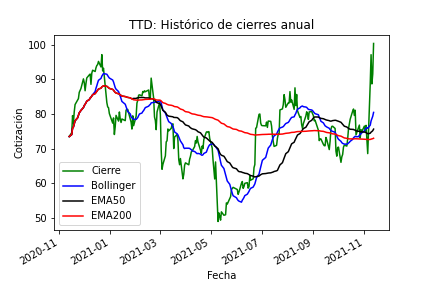 TTD: Histórico de cierres anual
Cotización
100
90
80
70
60
50
Cierre
Bollinger
EMA50
EMA200
2020-11
2021-01
2021-03
2021-05
2021-07
2021-09
2021-11
Fecha